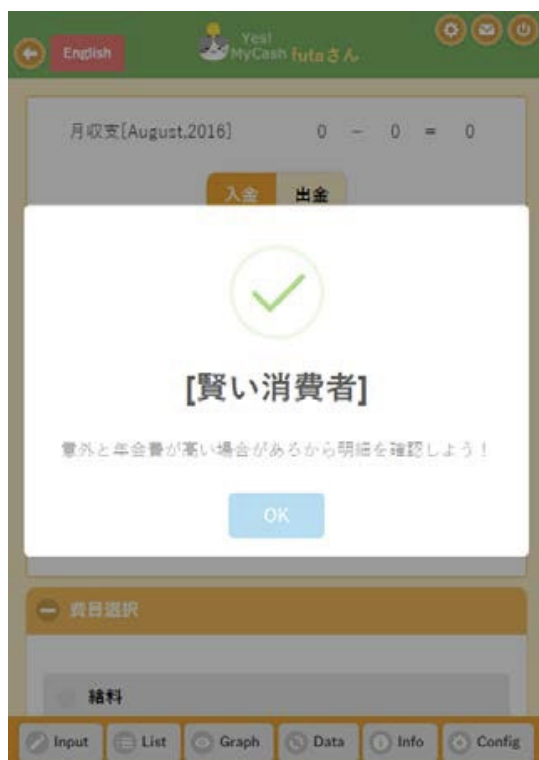 English
Yes!
MyCash futaさん
月収支[August,2016] 0 - 0 = 0
入金 出金
[賢い消費者]
意外と年会費が高い場合があるから明細を確認しよう!
OK
費目選択
給料
Input List Graph Data Info Config